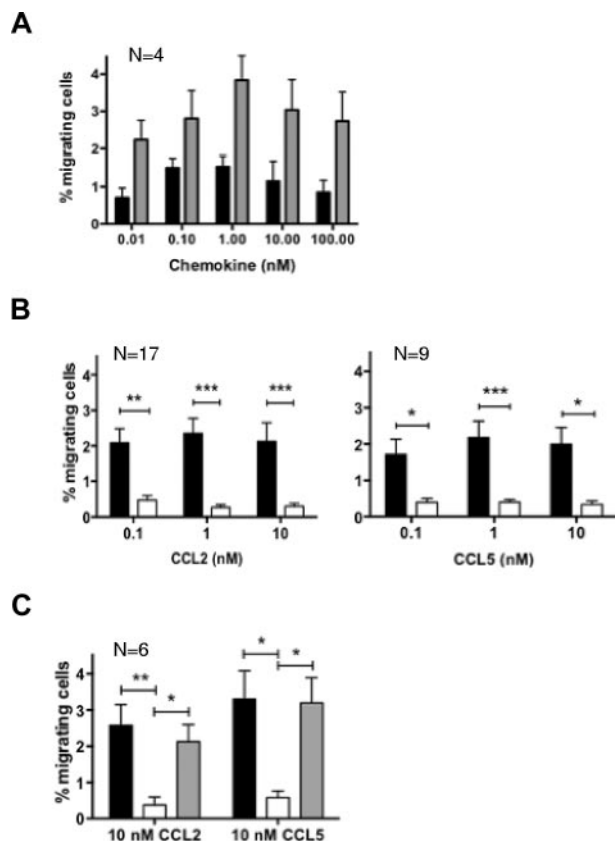 A
N=4
% migrating cells
4
3
2
1
0
0.01 0.10 1.00 10.00 100.00
Chemokine (nM)
B
N=17
% migrating cells
4
3
2
1
0
** *** ***
0.1 1 10
CCL2 (nM)
N=9
4
3
2
1
0
* *** *
0.1 1 10
CCL5 (nM)
C
N=6
% migrating cells
4
3
2
1
0
** * * *
10 nM CCL2 10 nM CCL5